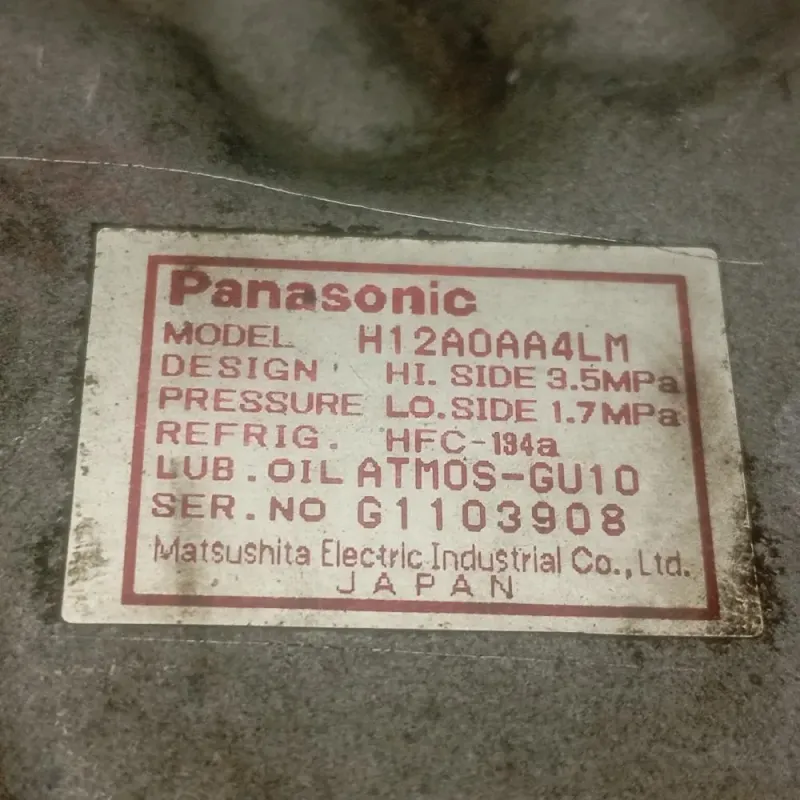 Panasonic
MODEL H12A0AA4LM
DESIGN HI. SIDE 3.5MPa
PRESSURE LO. SIDE 1.7MPa
REFRIG. HFC-134a
LUB. OIL ATMOS-GU10
SER. NO G1103908
Matsushita Electric Industrial Co., Ltd.
JAPAN